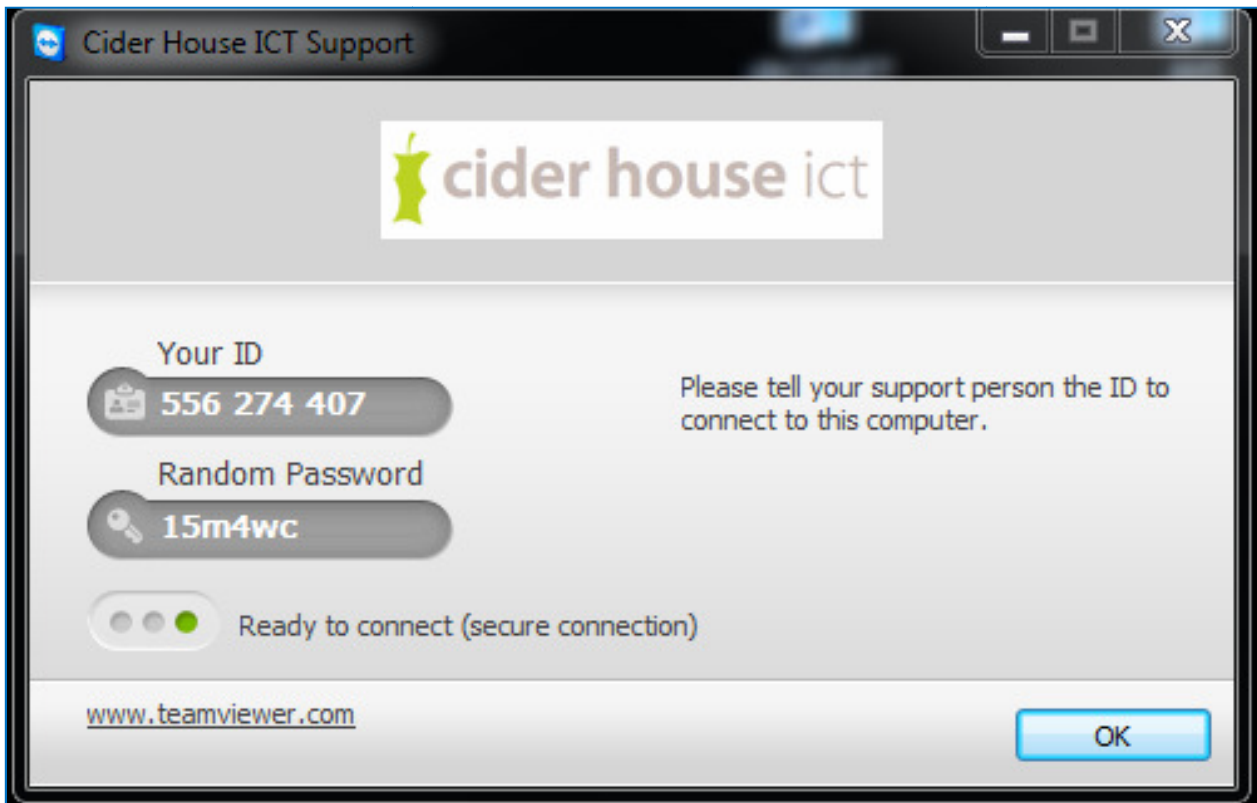 Cider House ICT Support
cider house ict
Your ID
556 274 407
Please tell your support person the ID to
connect to this computer.
Random Password
15m4wc
Ready to connect (secure connection)
www.teamviewer.com
OK